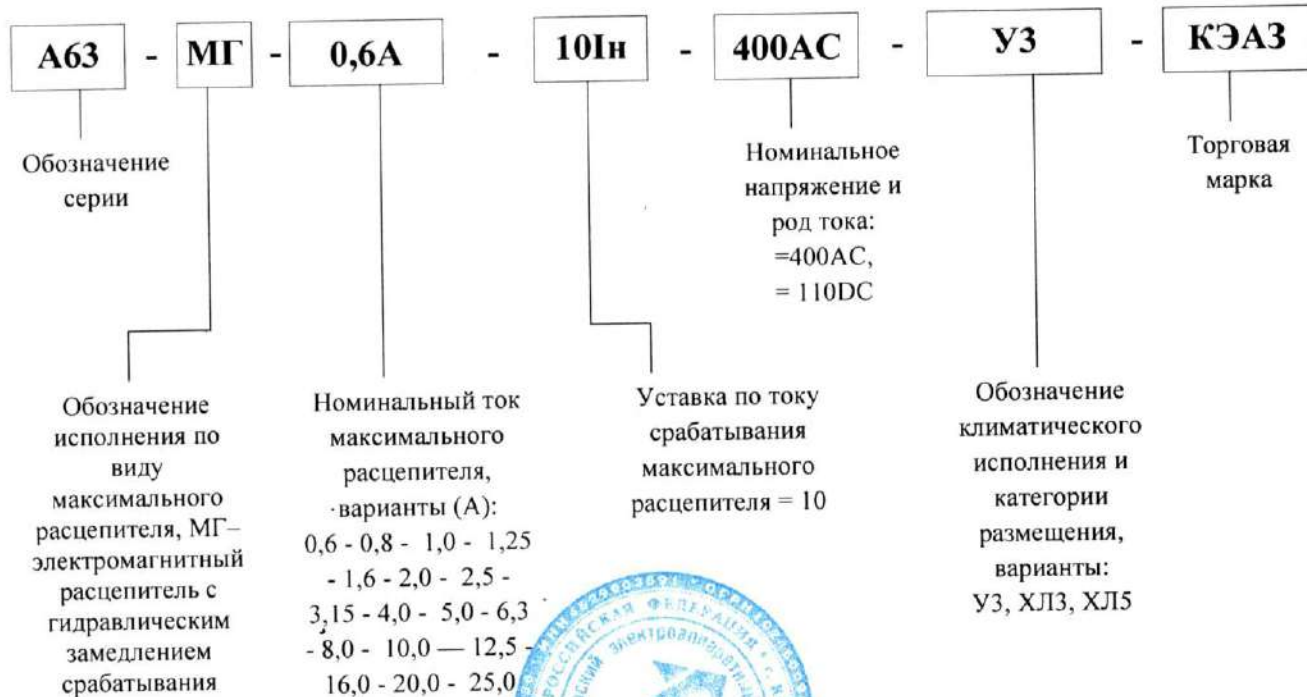 А63 - МГ - 0,6А - 10Iн - 400АС - У3 - КЭАЗ
Обозначение
серии
Номинальное
напряжение и
род тока:
=400АС,
= 110DC
Торговая
марка
Обозначение
исполнения по
виду
максимального
расцепителя, МГ–
электромагнитный
расцепитель с
гидравлическим
замедлением
срабатывания
Номинальный ток
максимального
расцепителя,
варианты (А):
0,6 - 0,8 - 1,0 - 1,25
- 1,6 - 2,0 - 2,5 -
3,15 - 4,0 - 5,0 - 6,3
- 8,0 - 10,0 — 12,5 -
16,0 - 20,0 - 25,0
Уставка по току
срабатывания
максимального
расцепителя = 10
Обозначение
климатического
исполнения и
категории
размещения,
варианты:
У3, ХЛ3, ХЛ5
РОССИЙСКАЯ ФЕДЕРАЦИЯ